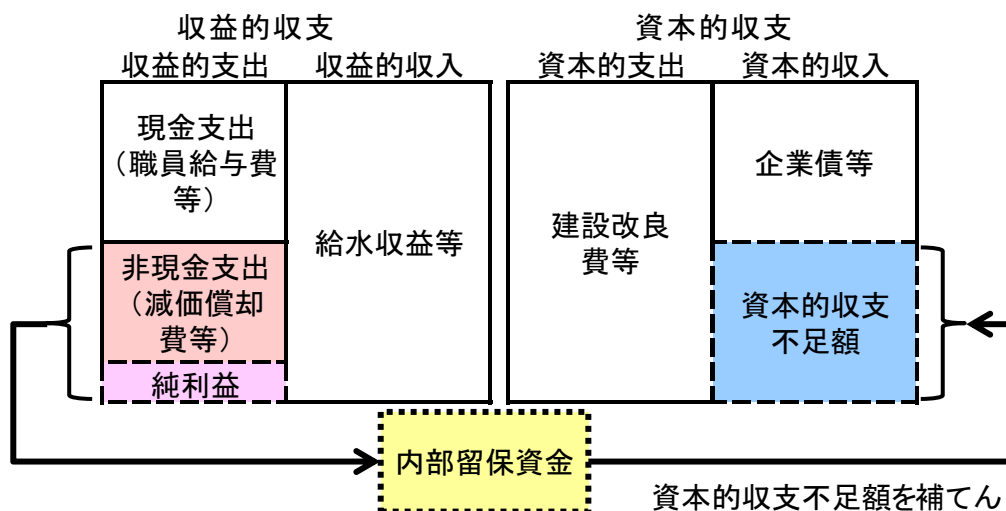 収益的収支
資本的収支
収益的支出
収益的収入
資本的支出
資本的収入
現金支出
（職員給与費
等）
非現金支出
（減価償却
費等）
純利益
給水収益等
建設改良
費等
企業債等
資本的収支
不足額
内部留保資金
資本的収支不足額を補てん